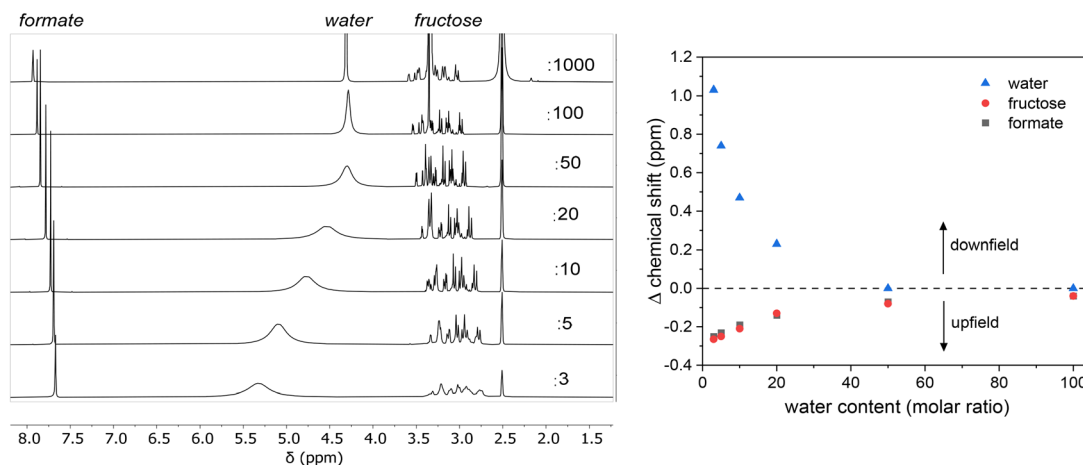 formate water fructose
:1000
:100
:50
:20
:10
:5
:3
8.0 7.5 7.0 6.5 6.0 5.5 5.0 4.5 4.0 3.5 3.0 2.5 2.0 1.5
δ (ppm)
1.2
1.0
0.8
0.6
0.4
0.2
0.0
-0.2
-0.4
Δ chemical shift (ppm)
water
fructose
formate
downfield
upfield
0 20 40 60 80 100
water content (molar ratio)